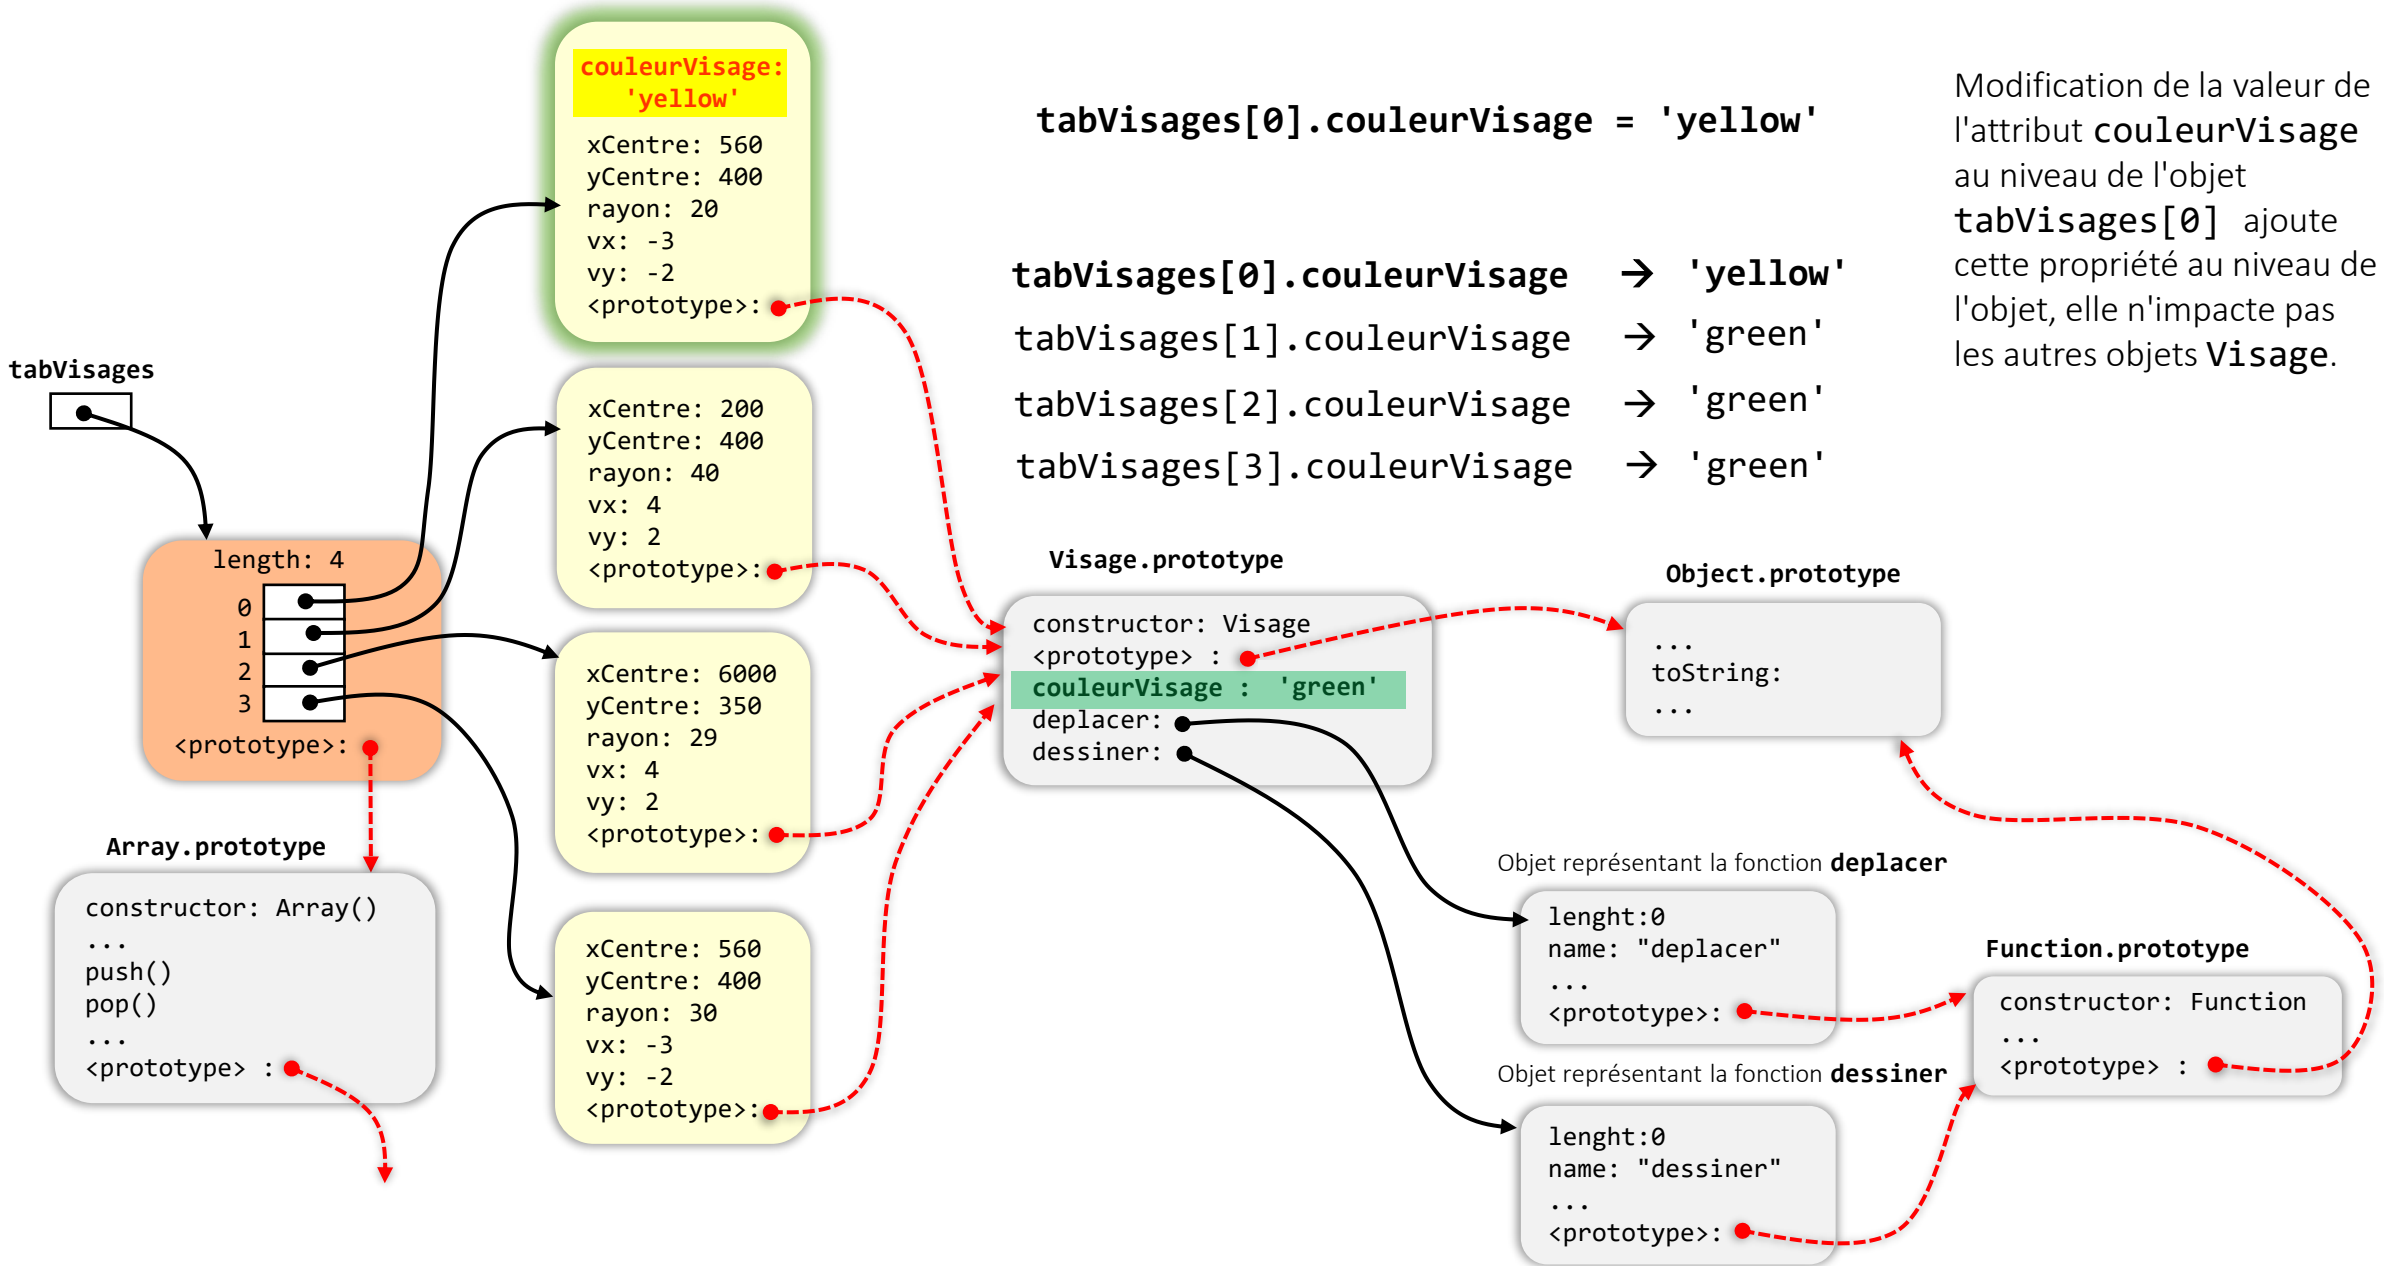 couleurVisage:
'yellow'
xCentre: 560
yCentre: 400
rayon: 20
vx: -3
vy: -2
<prototype>:
tabVisages[0].couleurVisage = 'yellow'
tabVisages[0].couleurVisage → 'yellow'
tabVisages[1].couleurVisage → 'green'
tabVisages[2].couleurVisage → 'green'
tabVisages[3].couleurVisage → 'green'
Modification de la valeur de
l'attribut couleurVisage
au niveau de l'objet
tabVisages[0] ajoute
cette propriété au niveau de
l'objet, elle n'impacte pas
les autres objets Visage.
tabVisages
length: 4
0
1
2
3
<prototype>:
xCentre: 200
yCentre: 400
rayon: 40
vx: 4
vy: 2
<prototype>:
xCentre: 6000
yCentre: 350
rayon: 29
vx: 4
vy: 2
<prototype>:
xCentre: 560
yCentre: 400
rayon: 30
vx: -3
vy: -2
<prototype>:
Array.prototype
constructor: Array()
...
push()
pop()
...
<prototype> :
Visage.prototype
constructor: Visage
<prototype> :
couleurVisage : 'green'
deplacer:
dessiner:
Object.prototype
...
toString:
...
Objet représentant la fonction deplacer
lenght:0
name: "deplacer"
...
<prototype>:
Objet représentant la fonction dessiner
lenght:0
name: "dessiner"
...
<prototype>:
Function.prototype
constructor: Function
...
<prototype> :